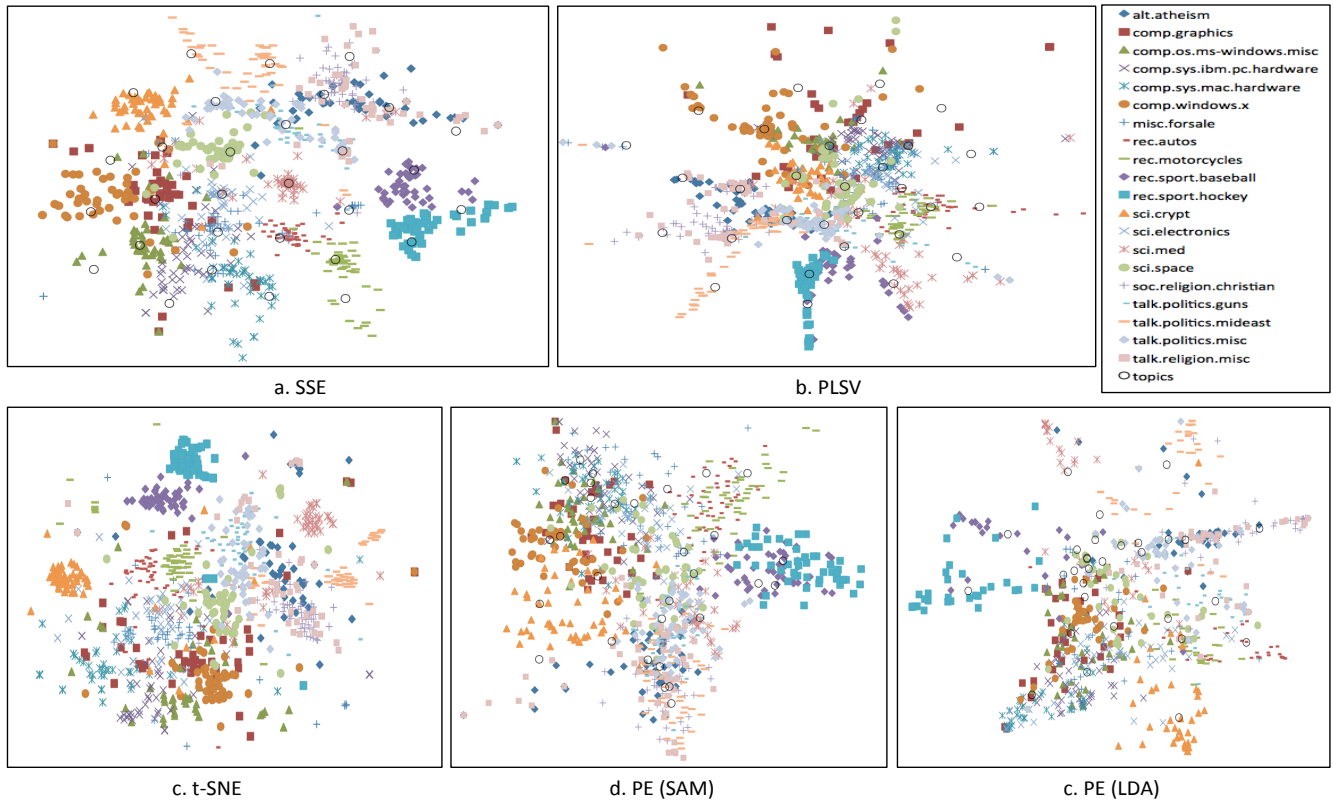 alt.atheism
comp.graphics
comp.os.ms-windows.misc
comp.sys.ibm.pc.hardware
comp.sys.mac.hardware
comp.windows.x
misc.forsale
rec.autos
rec.motorcycles
rec.sport.baseball
rec.sport.hockey
sci.crypt
sci.electronics
sci.med
sci.space
soc.religion.christian
talk.politics.guns
talk.politics.mideast
talk.politics.misc
talk.religion.misc
topics
a. SSE
b. PLSV
c. t-SNE
d. PE (SAM)
c. PE (LDA)